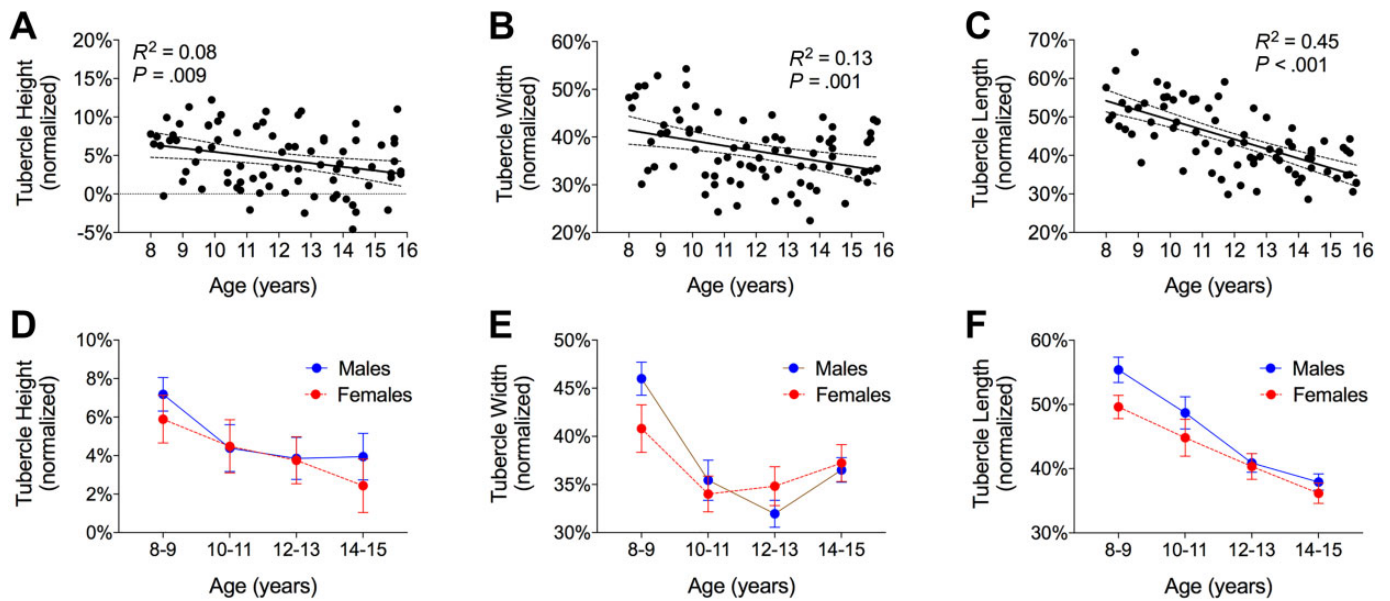 A
Tubercle Height
(normalized)
20%
15%
10%
5%
0%
-5%
R² = 0.08
P = .009
8 9 10 11 12 13 14 15 16
Age (years)
B
Tubercle Width
(normalized)
60%
50%
40%
30%
20%
R² = 0.13
P = .001
8 9 10 11 12 13 14 15 16
Age (years)
C
Tubercle Length
(normalized)
70%
60%
50%
40%
30%
20%
R² = 0.45
P < .001
8 9 10 11 12 13 14 15 16
Age (years)
D
Tubercle Height
(normalized)
10%
8%
6%
4%
2%
0%
Males
Females
8-9 10-11 12-13 14-15
Age (years)
E
Tubercle Width
(normalized)
50%
45%
40%
35%
30%
Males
Females
8-9 10-11 12-13 14-15
Age (years)
F
Tubercle Length
(normalized)
60%
50%
40%
30%
Males
Females
8-9 10-11 12-13 14-15
Age (years)